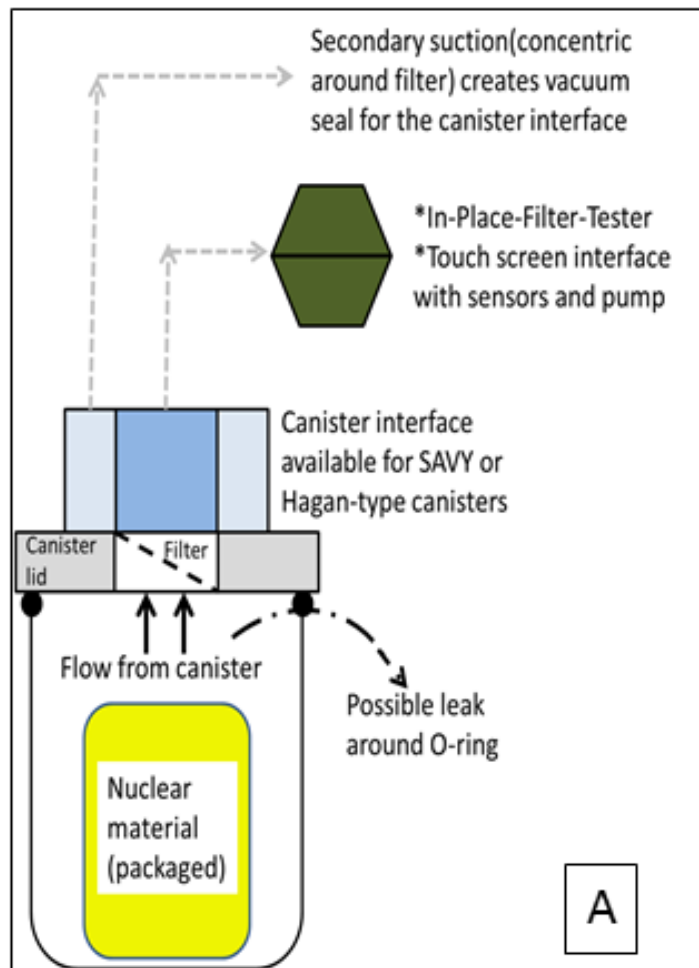 Secondary suction(concentric
around filter) creates vacuum
seal for the canister interface
*In-Place-Filter-Tester
*Touch screen interface
with sensors and pump
Canister interface
available for SAVY or
Hagan-type canisters
Canister
lid
Filter
Flow from canister
Possible leak
around O-ring
Nuclear
material
(packaged)
A